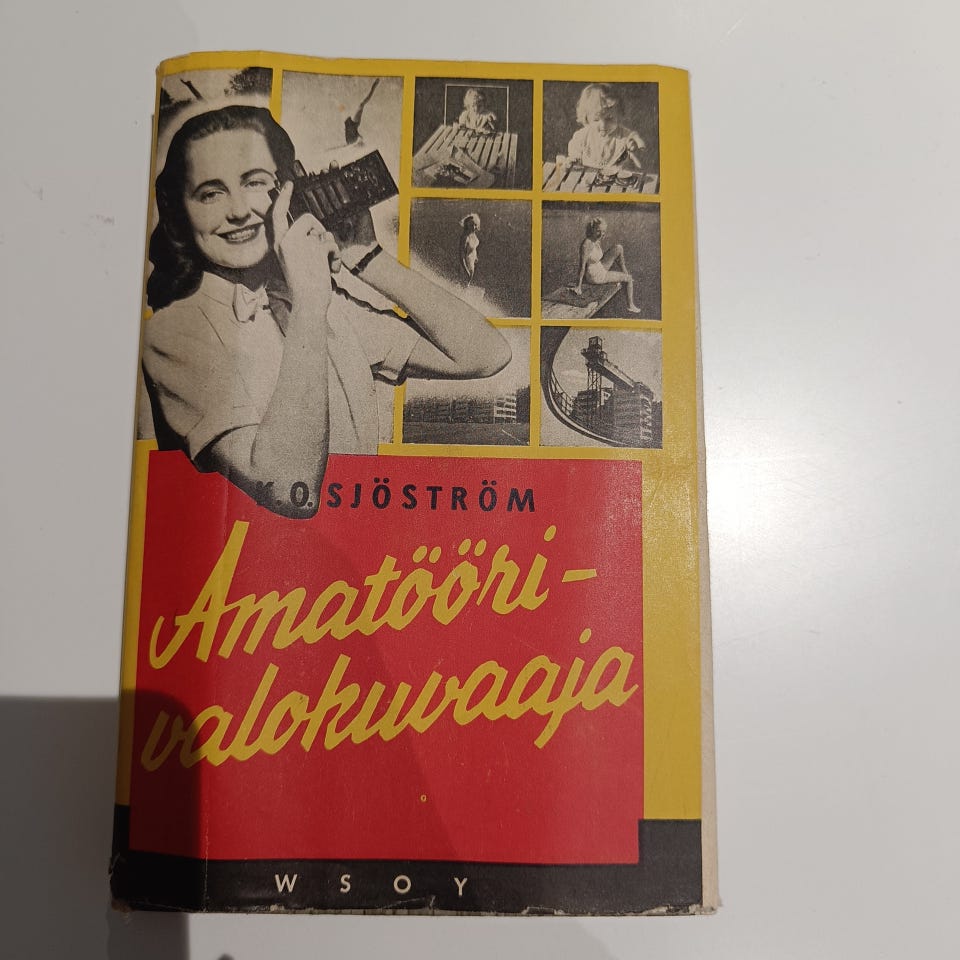 K.O. SJÖSTRÖM
Amatööri-
valokuvaaja
WSOY